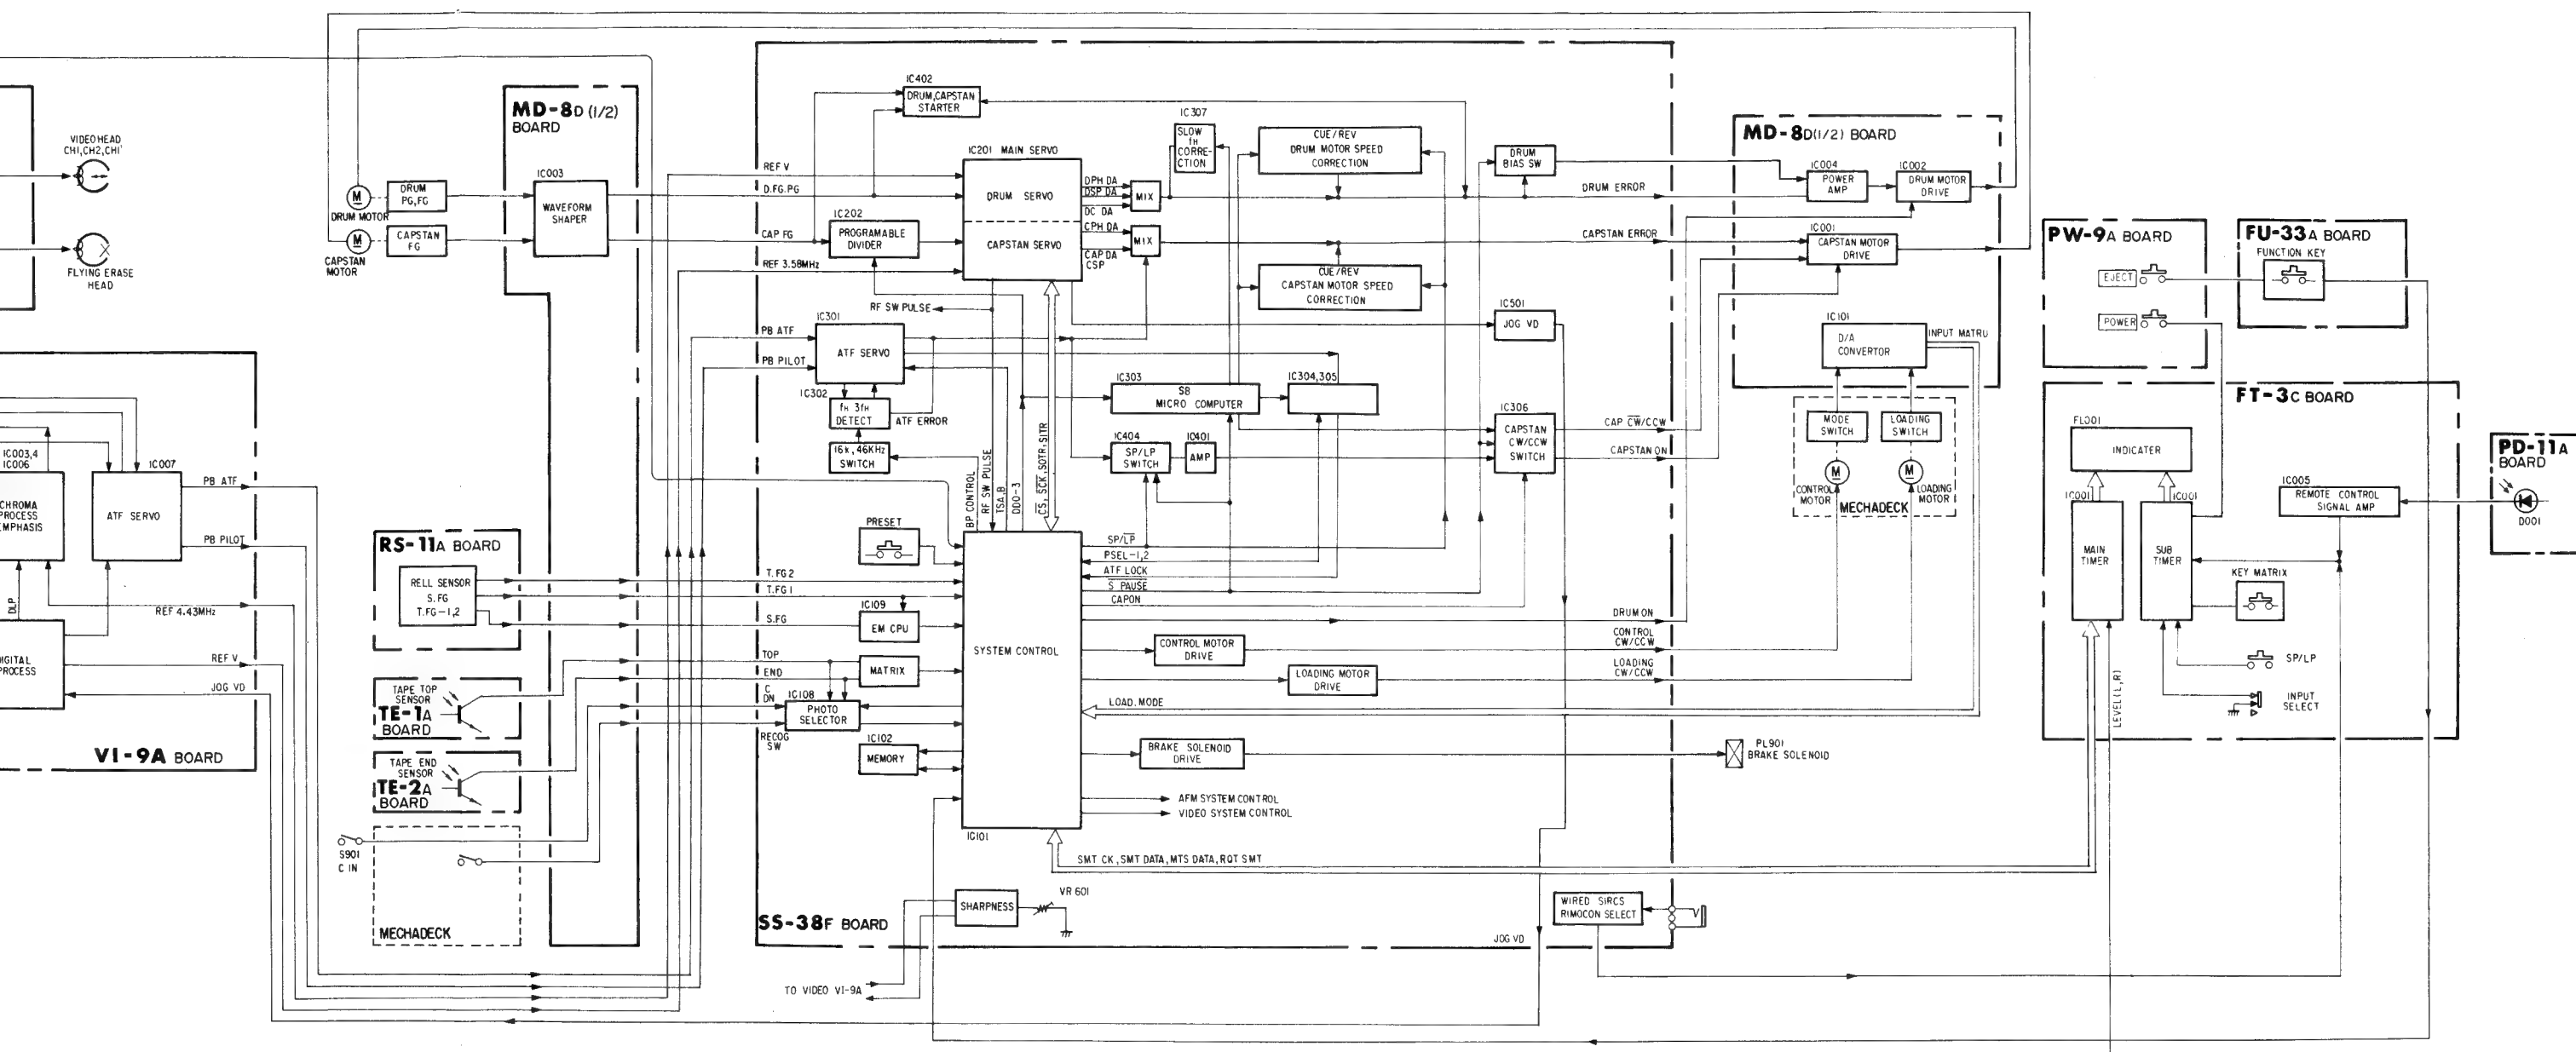 VIDEO HEAD
CH1,CH2,CH1'
FLYING ERASE
HEAD
DRUM MOTOR
M
DRUM
PG,FG
M
CAPSTAN
MOTOR
CAPSTAN
FG
MD-8D (1/2)
BOARD
IC003
WAVEFORM
SHAPER
IC003,4
IC006
CHROMA
PROCESS
EMPHASIS
IC007
ATF SERVO
PB ATF
PB PILOT
DLP
REF 4.43MHz
DIGITAL
PROCESS
REF V
JOG VD
VI-9A BOARD
RS-11A BOARD
RELL SENSOR
S.FG
T.FG-1,2
TAPE TOP
SENSOR
TE-1A
BOARD
TAPE END
SENSOR
TE-2A
BOARD
S901
C IN
MECHADECK
IC402
DRUM,CAPSTAN
STARTER
REF V
D.FG.PG
CAP FG
REF 3.58MHz
IC202
PROGRAMABLE
DIVIDER
IC201 MAIN SERVO
DRUM SERVO
CAPSTAN SERVO
DPH DA
DSP DA
DC DA
CPH DA
CAP DA
CSP
MIX
MIX
IC307
SLOW
fH
CORRE-
CTION
CUE/REV
DRUM MOTOR SPEED
CORRECTION
CUE/REV
CAPSTAN MOTOR SPEED
CORRECTION
DRUM
BIAS SW
DRUM ERROR
CAPSTAN ERROR
RF SW PULSE
IC301
ATF SERVO
PB ATF
PB PILOT
IC302
fH 3fH
DETECT
ATF ERROR
16k, 46KHz
SWITCH
IC501
JOG VD
IC303
SB
MICRO COMPUTER
IC304,305
IC404
SP/LP
SWITCH
IC401
AMP
IC306
CAPSTAN
CW/CCW
SWITCH
CAP CW/CCW
CAPSTAN ON
BP CONTROL
RF SW PULSE
TSA,B
DDO-3
CS, SCK, SOTR, SITR
PRESET
T.FG2
T.FG1
S.FG
IC109
EM CPU
TOP
END
C
DN
MATRIX
IC108
PHOTO
SELECTOR
RECOG
SW
IC102
MEMORY
SYSTEM CONTROL
IC101
SP/LP
PSEL-1,2
ATF LOCK
S PAUSE
CAPON
DRUM ON
CONTROL MOTOR
DRIVE
CONTROL
CW/CCW
LOADING MOTOR
DRIVE
LOADING
CW/CCW
LOAD. MODE
BRAKE SOLENOID
DRIVE
PL901
BRAKE SOLENOID
AFM SYSTEM CONTROL
VIDEO SYSTEM CONTROL
SMT CK, SMT DATA, MTS DATA, RQT SMT
SHARPNESS
VR 601
WIRED SIRCS
RIMOCON SELECT
SS-38F BOARD
JOG VD
TO VIDEO VI-9A
MD-8D(1/2) BOARD
IC004
POWER
AMP
IC002
DRUM MOTOR
DRIVE
IC001
CAPSTAN MOTOR
DRIVE
IC101
D/A
CONVERTOR
INPUT MATRU
MODE
SWITCH
LOADING
SWITCH
M
CONTROL
MOTOR
M
LOADING
MOTOR
MECHADECK
PW-9A BOARD
EJECT
POWER
FU-33A BOARD
FUNCTION KEY
FT-3C BOARD
FL001
INDICATER
IC001
MAIN
TIMER
IC001
SUB
TIMER
IC005
REMOTE CONTROL
SIGNAL AMP
KEY MATRIX
SP/LP
INPUT
SELECT
LEVEL(L,R)
PD-11A
BOARD
D001